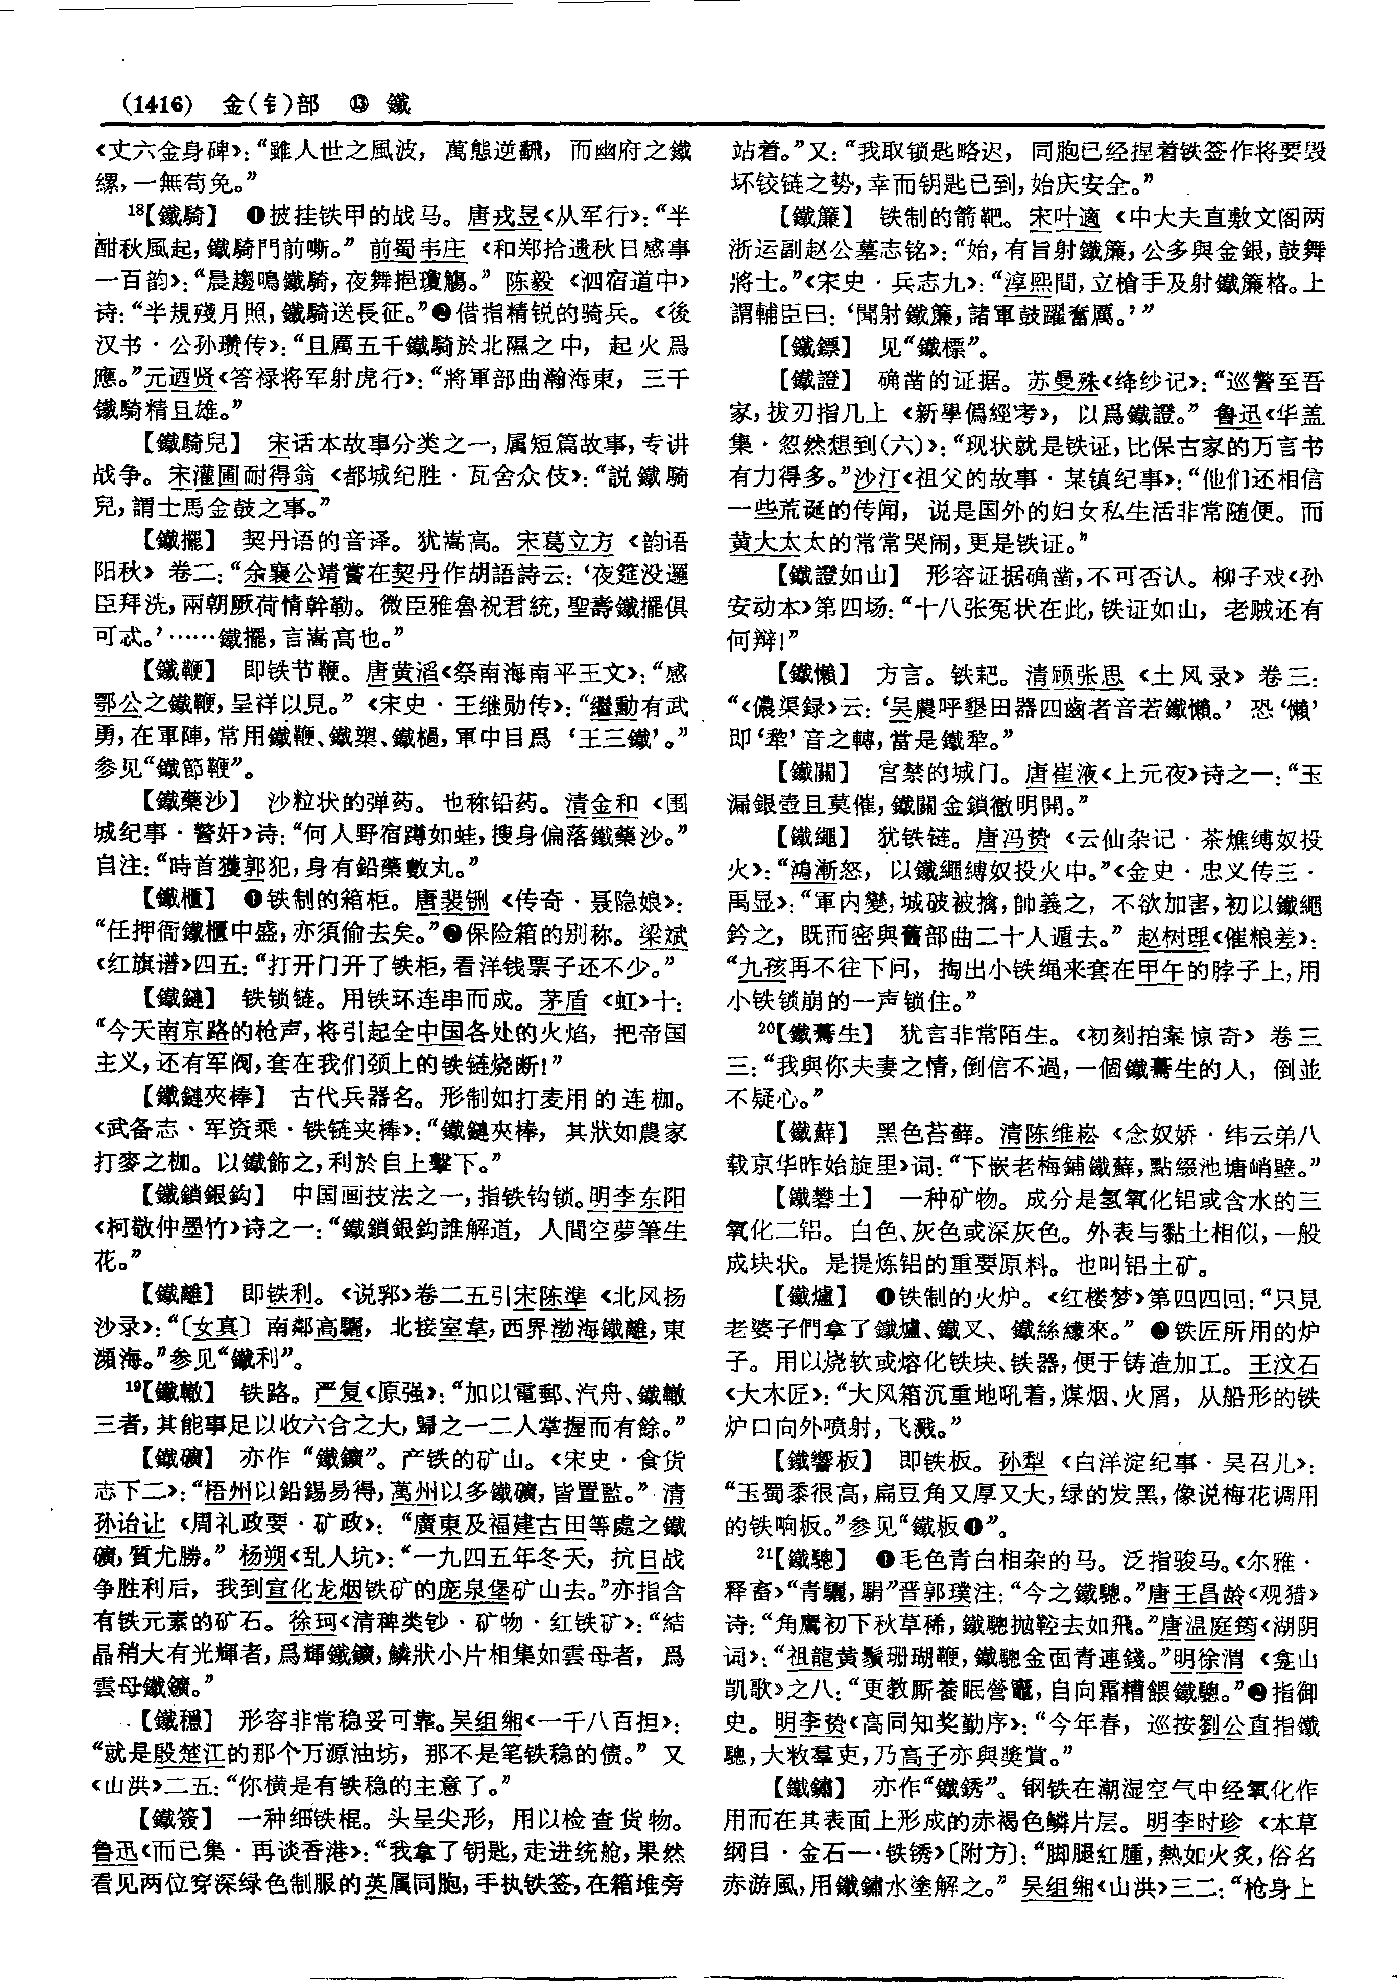 (1416) 金(钅)部 ⑬ 鐵
《丈六金身碑》：“雖人世之風波，萬態逆翻，而幽府之鐵
缧，一無苟免。”
18【鐵騎】 ❶披挂铁甲的战马。唐戎昱《从军行》：“半
酣秋風起，鐵騎門前嘶。”前蜀韦庄《和郑拾遗秋日感事
一百韵》：“晨趨鳴鐵騎，夜舞挹瓊觴。”陈毅《泗宿道中》
诗：“半規殘月照，鐵騎送長征。”❷借指精锐的骑兵。《後
汉书·公孙瓒传》：“且厲五千鐵騎於北隰之中，起火爲
應。”元迺贤《答禄将军射虎行》：“將軍部曲瀚海東，三千
鐵騎精且雄。”
【鐵騎兒】 宋话本故事分类之一，属短篇故事，专讲
战争。宋灌圃耐得翁《都城纪胜·瓦舍众伎》：“説鐵騎
兒，謂士馬金鼓之事。”
【鐵擺】 契丹语的音译。犹嵩高。宋葛立方《韵语
阳秋》卷二：“余襄公靖嘗在契丹作胡語詩云：‘夜筵没邏
臣拜洗，兩朝厥荷情幹勒。微臣雅魯祝君統，聖壽鐵擺俱
可忒。’……鐵擺，言嵩高也。”
【鐵鞭】 即铁节鞭。唐黄滔《祭南海南平王文》：“感
鄂公之鐵鞭，呈祥以見。”《宋史·王继勋传》：“繼勳有武
勇，在軍陣，常用鐵鞭、鐵槊、鐵檛，軍中目爲‘王三鐵’。”
参见“鐵節鞭”。
【鐵藥沙】 沙粒状的弹药。也称铅药。清金和《围
城纪事·警奸》诗：“何人野宿蹲如蛙，搜身偏落鐵藥沙。”
自注：“時首獲郭犯，身有鉛藥數丸。”
【鐵櫃】 ❶铁制的箱柜。唐裴铏《传奇·聂隐娘》：
“任押衙鐵櫃中盛，亦須偷去矣。”❷保险箱的别称。梁斌
《红旗谱》四五：“打开门开了铁柜，看洋钱票子还不少。”
【鐵鏈】 铁锁链。用铁环连串而成。茅盾《虹》十：
“今天南京路的枪声，将引起全中国各处的火焰，把帝国
主义，还有军阀，套在我们颈上的铁链烧断！”
【鐵鏈夾棒】 古代兵器名。形制如打麦用的连枷。
《武备志·军资乘·铁链夹棒》：“鐵鏈夾棒，其狀如農家
打麥之枷。以鐵飾之，利於自上擊下。”
【鐵鎖銀鈎】 中国画技法之一，指铁钩锁。明李东阳
《柯敬仲墨竹》诗之一：“鐵鎖銀鈎誰解道，人間空夢筆生
花。”
【鐵離】 即铁利。《说郛》卷二五引宋陈準《北风扬
沙录》：“〔女真〕南鄰高驪，北接室韋，西界渤海鐵離，東
瀕海。”参见“鐵利”。
19【鐵轍】 铁路。严复《原强》：“加以電郵、汽舟、鐵轍
三者，其能事足以收六合之大，歸之一二人掌握而有餘。”
【鐵礦】 亦作“鐵鑛”。产铁的矿山。《宋史·食货
志下二》：“梧州以鉛錫易得，萬州以多鐵礦，皆置監。”清
孙诒让《周礼政要·矿政》：“廣東及福建古田等處之鐵
礦，質尤勝。”杨朔《乱人坑》：“一九四五年冬天，抗日战
争胜利后，我到宣化龙烟铁矿的庞泉堡矿山去。”亦指含
有铁元素的矿石。徐珂《清稗类钞·矿物·红铁矿》：“結
晶稍大有光輝者，爲輝鐵鑛，鱗狀小片相集如雲母者，爲
雲母鐵鑛。”
【鐵穩】 形容非常稳妥可靠。吴组缃《一千八百担》：
“就是殷楚江的那个万源油坊，那不是笔铁稳的债。”又
《山洪》二五：“你横是有铁稳的主意了。”
【鐵簽】 一种细铁棍。头呈尖形，用以检查货物。
鲁迅《而已集·再谈香港》：“我拿了钥匙，走进统舱，果然
看见两位穿深绿色制服的英属同胞，手执铁签，在箱堆旁
站着。”又：“我取锁匙略迟，同胞已经捏着铁签作将要毁
坏铰链之势，幸而钥匙已到，始庆安全。”
【鐵簾】 铁制的箭靶。宋叶適《中大夫直敷文阁两
浙运副赵公墓志铭》：“始，有旨射鐵簾，公多與金銀，鼓舞
將士。”《宋史·兵志九》：“淳熙間，立槍手及射鐵簾格。上
謂輔臣曰：‘聞射鐵簾，諸軍鼓躍奮厲。’”
【鐵鏢】 见“鐵標”。
【鐵證】 确凿的证据。苏曼殊《绛纱记》：“巡警至吾
家，拔刃指几上《新學僞經考》，以爲鐵證。”鲁迅《华盖
集·忽然想到（六）》：“现状就是铁证，比保古家的万言书
有力得多。”沙汀《祖父的故事·某镇纪事》：“他们还相信
一些荒诞的传闻，说是国外的妇女私生活非常随便。而
黄大太太的常常哭闹，更是铁证。”
【鐵證如山】 形容证据确凿，不可否认。柳子戏《孙
安动本》第四场：“十八张冤状在此，铁证如山，老贼还有
何辩！”
【鐵懶】 方言。铁耙。清顾张思《土风录》卷三：
“《儂渠録》云：‘吴農呼墾田器四齒者音若鐵懶。’恐‘懶’
即‘犂’音之轉，當是鐵犂。”
【鐵關】 宫禁的城门。唐崔液《上元夜》诗之一：“玉
漏銀壺且莫催，鐵關金鎖徹明開。”
【鐵繩】 犹铁链。唐冯贽《云仙杂记·茶燋缚奴投
火》：“鴻漸怒，以鐵繩縛奴投火中。”《金史·忠义传三·
禹显》：“軍内變，城破被擒，帥義之，不欲加害，初以鐵繩
鈐之，既而密與舊部曲二十人遁去。”赵树理《催粮差》：
“九孩再不往下问，掏出小铁绳来套在甲午的脖子上，用
小铁锁崩的一声锁住。”
20【鐵驀生】 犹言非常陌生。《初刻拍案惊奇》卷三
三：“我與你夫妻之情，倒信不過，一個鐵驀生的人，倒並
不疑心。”
【鐵蘚】 黑色苔藓。清陈维崧《念奴娇·纬云弟八
载京华昨始旋里》词：“下嵌老梅鋪鐵蘚，點綴池塘峭壁。”
【鐵礬土】 一种矿物。成分是氢氧化铝或含水的三
氧化二铝。白色、灰色或深灰色。外表与黏土相似，一般
成块状。是提炼铝的重要原料。也叫铝土矿。
【鐵爐】 ❶铁制的火炉。《红楼梦》第四四回：“只見
老婆子們拿了鐵爐、鐵叉、鐵絲縧來。”❷铁匠所用的炉
子。用以烧软或熔化铁块、铁器，便于铸造加工。王汶石
《大木匠》：“大风箱沉重地吼着，煤烟、火屑，从船形的铁
炉口向外喷射，飞溅。”
【鐵響板】 即铁板。孙犁《白洋淀纪事·吴召儿》：
“玉蜀黍很高，扁豆角又厚又大，绿的发黑，像说梅花调用
的铁响板。”参见“鐵板❶”。
21【鐵驄】 ❶毛色青白相杂的马。泛指骏马。《尔雅·
释畜》“青驪，駽”晋郭璞注：“今之鐵驄。”唐王昌龄《观猎》
诗：“角鷹初下秋草稀，鐵驄抛鞚去如飛。”唐温庭筠《湖阴
词》：“祖龍黄鬚珊瑚鞭，鐵驄金面青連錢。”明徐渭《龛山
凯歌》之八：“更教厮養眠營竈，自向霜槽餵鐵驄。”❷指御
史。明李贽《高同知奖勤序》：“今年春，巡按劉公直指鐵
驄，大敉羣吏，乃高子亦與奬賞。”
【鐵鏽】 亦作“鐵銹”。钢铁在潮湿空气中经氧化作
用而在其表面上形成的赤褐色鳞片层。明李时珍《本草
纲目·金石一·铁锈》〔附方〕：“脚腿紅腫，熱如火炙，俗名
赤游風，用鐵鏽水塗解之。”吴组缃《山洪》三二：“枪身上